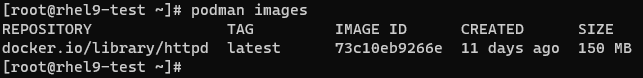 [root@rhel9-test ~]# podman images
REPOSITORY TAG IMAGE ID CREATED SIZE
docker.io/library/httpd latest 73c10eb9266e 11 days ago 150 MB
[root@rhel9-test ~]#